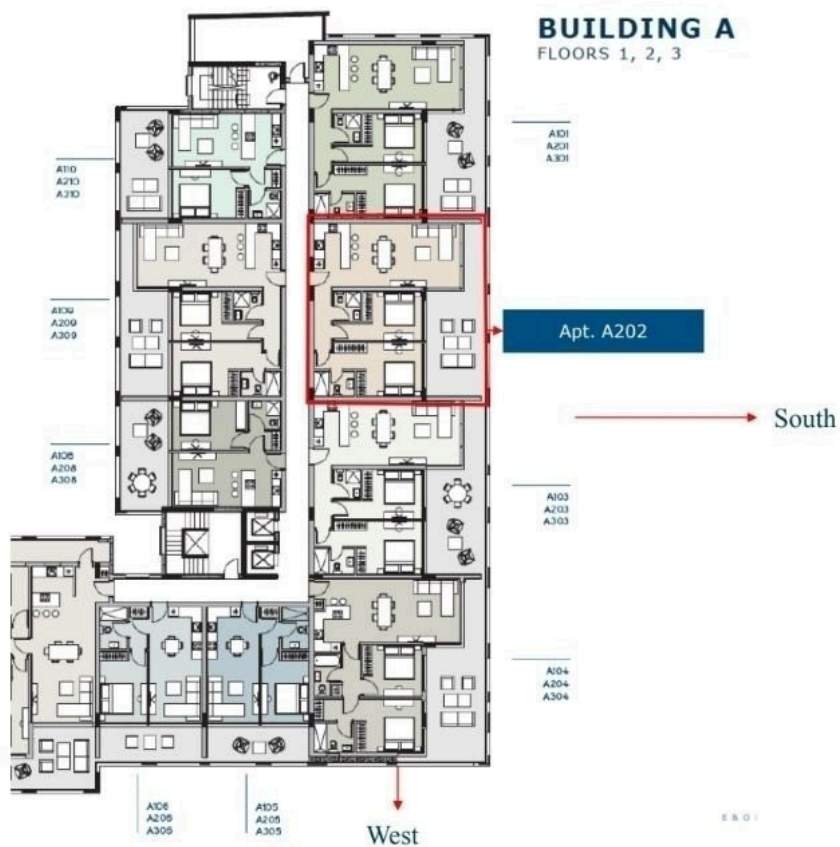 BUILDING A
FLOORS 1, 2, 3
A101
A201
A301
A110
A210
A310
Apt. A202
A109
A209
A309
South
A108
A208
A308
A103
A203
A303
A104
A204
A304
A106
A206
A306
A105
A205
A305
West